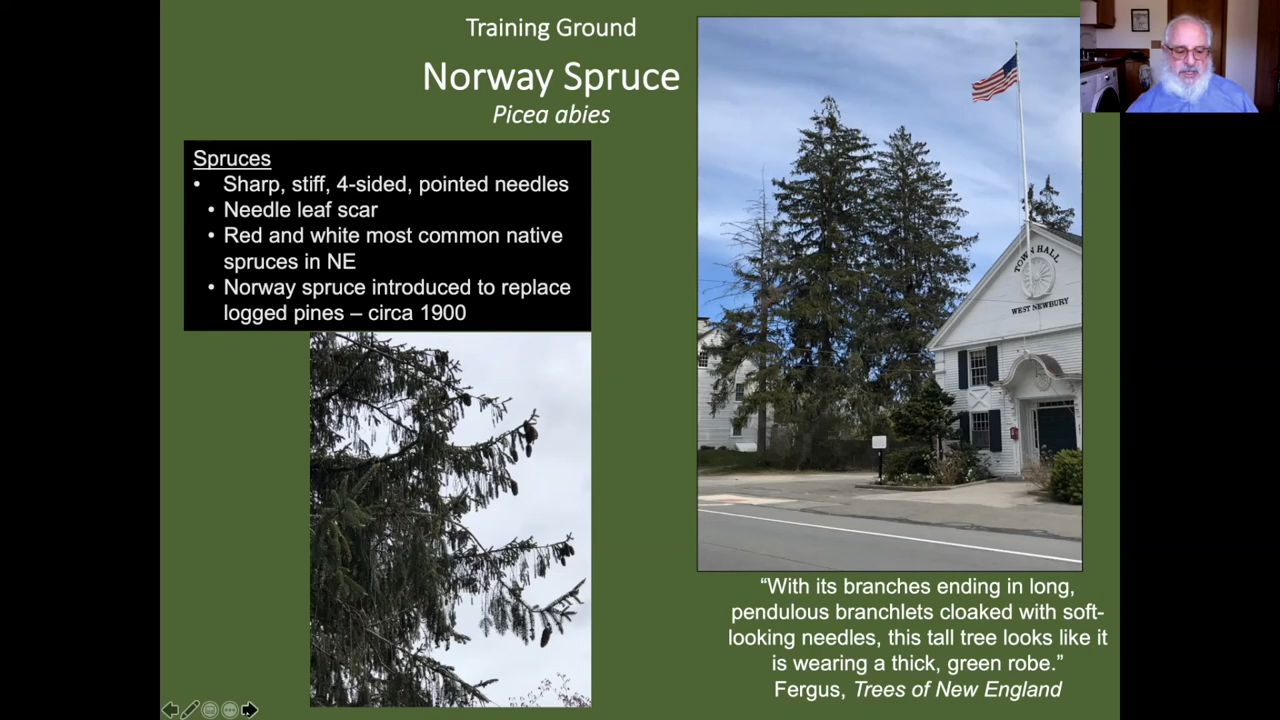 Training Ground
Norway Spruce
Picea abies
Spruces
• Sharp, stiff, 4-sided, pointed needles
• Needle leaf scar
• Red and white most common native
spruces in NE
• Norway spruce introduced to replace
logged pines – circa 1900
TOWN HALL
WEST NEWBURY
“With its branches ending in long,
pendulous branchlets cloaked with soft-
looking needles, this tall tree looks like it
is wearing a thick, green robe.”
Fergus, Trees of New England